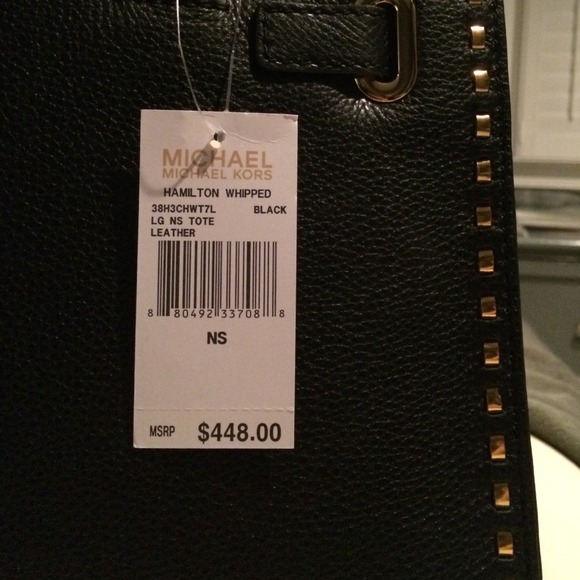 MICHAEL
MICHAEL KORS
HAMILTON WHIPPED
38H3CHWT7L BLACK
LG NS TOTE
LEATHER
8 80492 33708 8
NS
MSRP $448.00